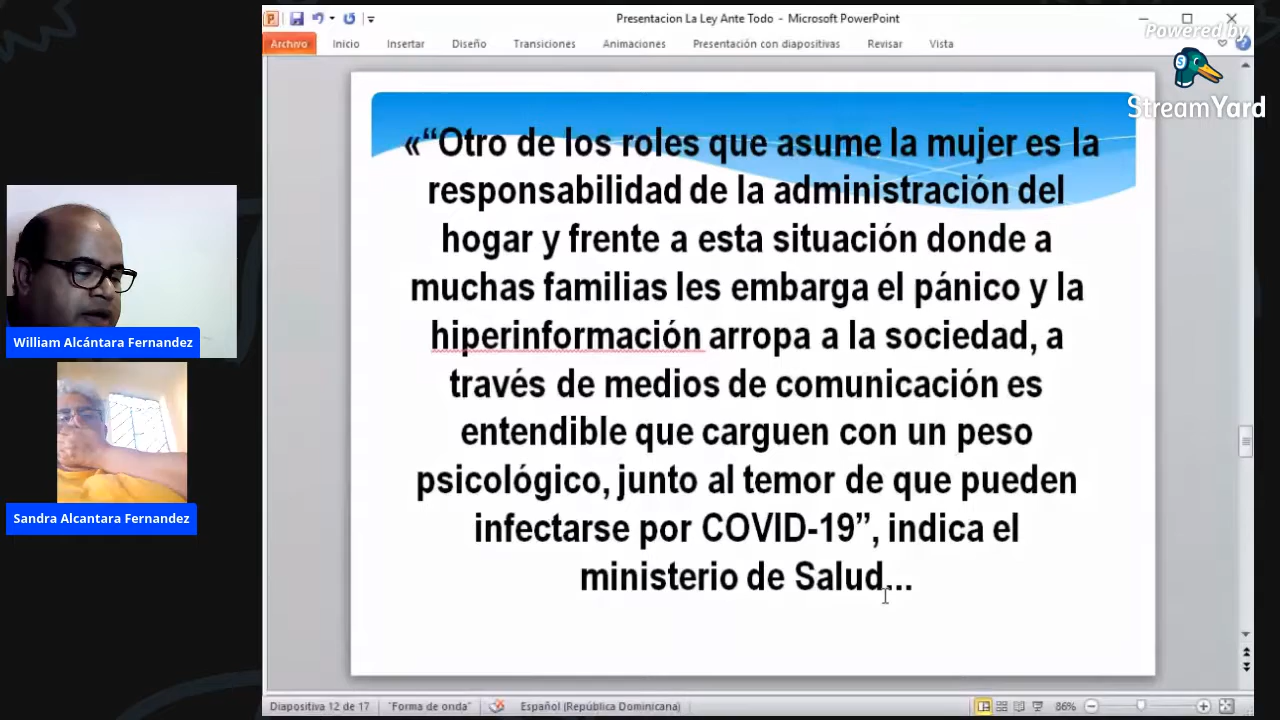 Presentacion La Ley Ante Todo - Microsoft PowerPoint
Powered by
StreamYard
Archivo Inicio Insertar Diseño Transiciones Animaciones Presentación con diapositivas Revisar Vista
«“Otro de los roles que asume la mujer es la
responsabilidad de la administración del
hogar y frente a esta situación donde a
muchas familias les embarga el pánico y la
hiperinformación arropa a la sociedad, a
través de medios de comunicación es
entendible que carguen con un peso
psicológico, junto al temor de que pueden
infectarse por COVID-19”, indica el
ministerio de Salud...
William Alcántara Fernandez
Sandra Alcantara Fernandez
Diapositiva 12 de 17 "Forma de onda" Español (República Dominicana) 86%